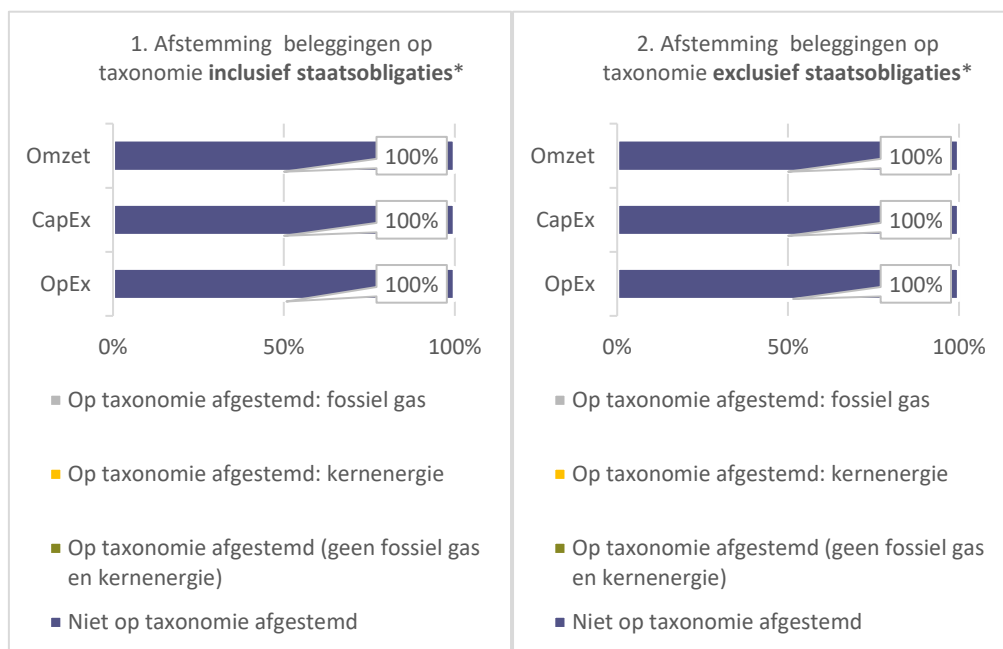 1. Afstemming beleggingen op
taxonomie inclusief staatsobligaties*
Omzet
100%
CapEx
100%
OpEx
100%
0%
50%
100%
Op taxonomie afgestemd: fossiel gas
Op taxonomie afgestemd: kernenergie
Op taxonomie afgestemd (geen fossiel gas
en kernenergie)
Niet op taxonomie afgestemd
2. Afstemming beleggingen op
taxonomie exclusief staatsobligaties*
Omzet
100%
CapEx
100%
OpEx
100%
0%
50%
100%
Op taxonomie afgestemd: fossiel gas
Op taxonomie afgestemd: kernenergie
Op taxonomie afgestemd (geen fossiel gas
en kernenergie)
Niet op taxonomie afgestemd